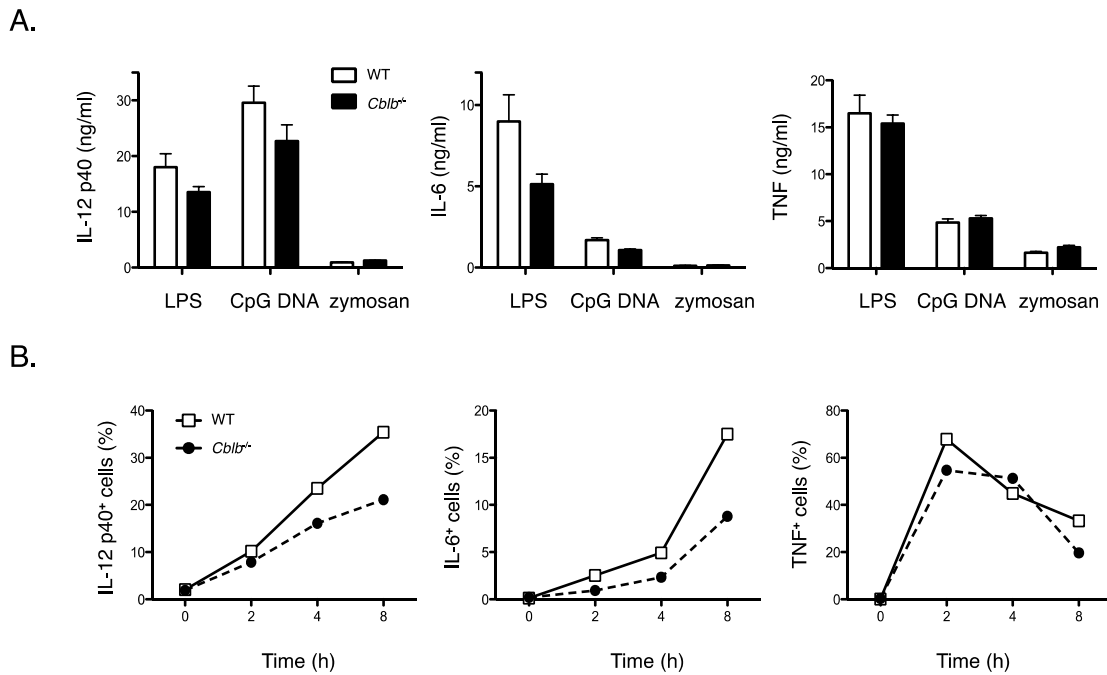 A.
IL-12 p40 (ng/ml)
30
20
10
0
LPS CpG DNA zymosan
WT
Cblb-/-
IL-6 (ng/ml)
10
5
0
LPS CpG DNA zymosan
TNF (ng/ml)
20
15
10
5
0
LPS CpG DNA zymosan
B.
IL-12 p40+ cells (%)
40
30
20
10
0
0 2 4 8
Time (h)
WT
Cblb-/-
IL-6+ cells (%)
20
15
10
5
0
0 2 4 8
Time (h)
TNF+ cells (%)
80
60
40
20
0
0 2 4 8
Time (h)